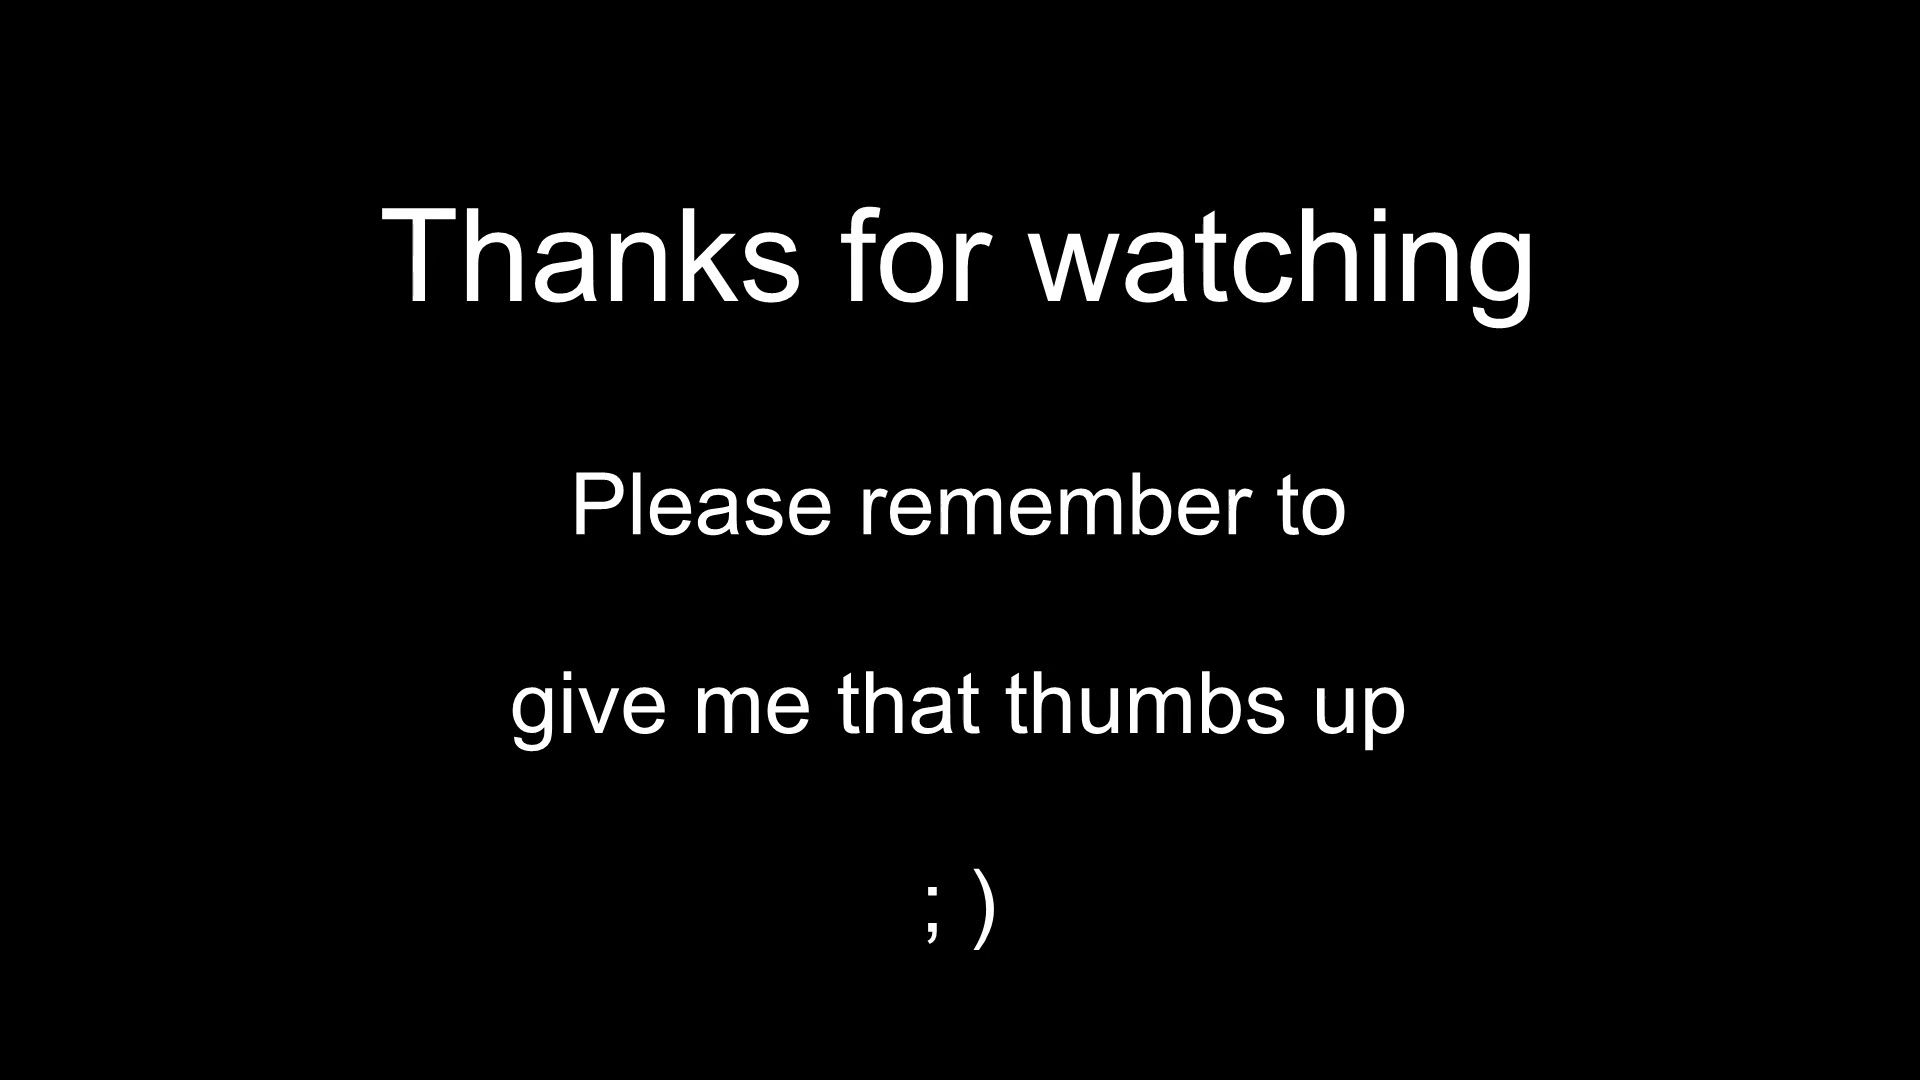 Thanks for watching
Please remember to
give me that thumbs up
; )